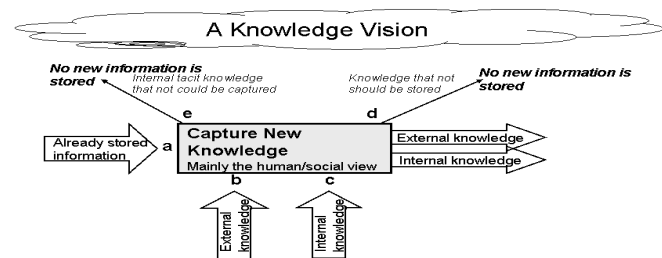 A Knowledge Vision
No new information is
stored
Internal tacit knowledge
that not could be captured
Knowledge that not
should be stored
No new information is
stored
e
d
Already stored
information
a
Capture New
Knowledge
Mainly the human/social view
External knowledge
Internal knowledge
b
c
External
knowledge
Internal
knowledge